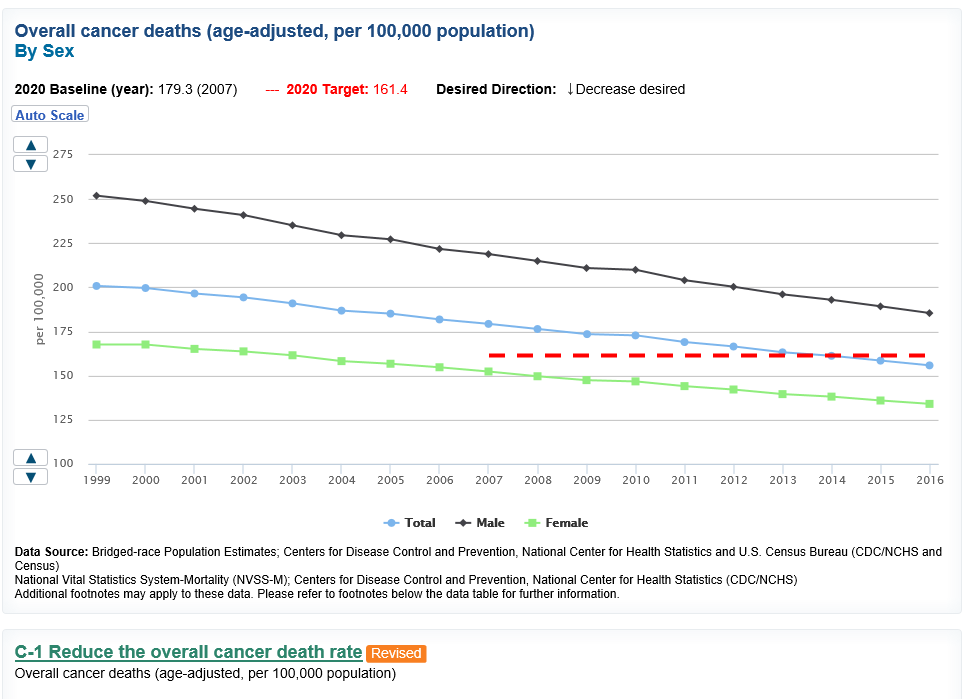 Overall cancer deaths (age-adjusted, per 100,000 population)
By Sex
2020 Baseline (year): 179.3 (2007) --- 2020 Target: 161.4 Desired Direction: ↓Decrease desired
Auto Scale
▲
▼
275
250
225
200
175
150
125
100
per 100,000
▲
▼
1999 2000 2001 2002 2003 2004 2005 2006 2007 2008 2009 2010 2011 2012 2013 2014 2015 2016
Total Male Female
Data Source: Bridged-race Population Estimates; Centers for Disease Control and Prevention, National Center for Health Statistics and U.S. Census Bureau (CDC/NCHS and
Census)
National Vital Statistics System-Mortality (NVSS-M); Centers for Disease Control and Prevention, National Center for Health Statistics (CDC/NCHS)
Additional footnotes may apply to these data. Please refer to footnotes below the data table for further information.
C-1 Reduce the overall cancer death rate Revised
Overall cancer deaths (age-adjusted, per 100,000 population)